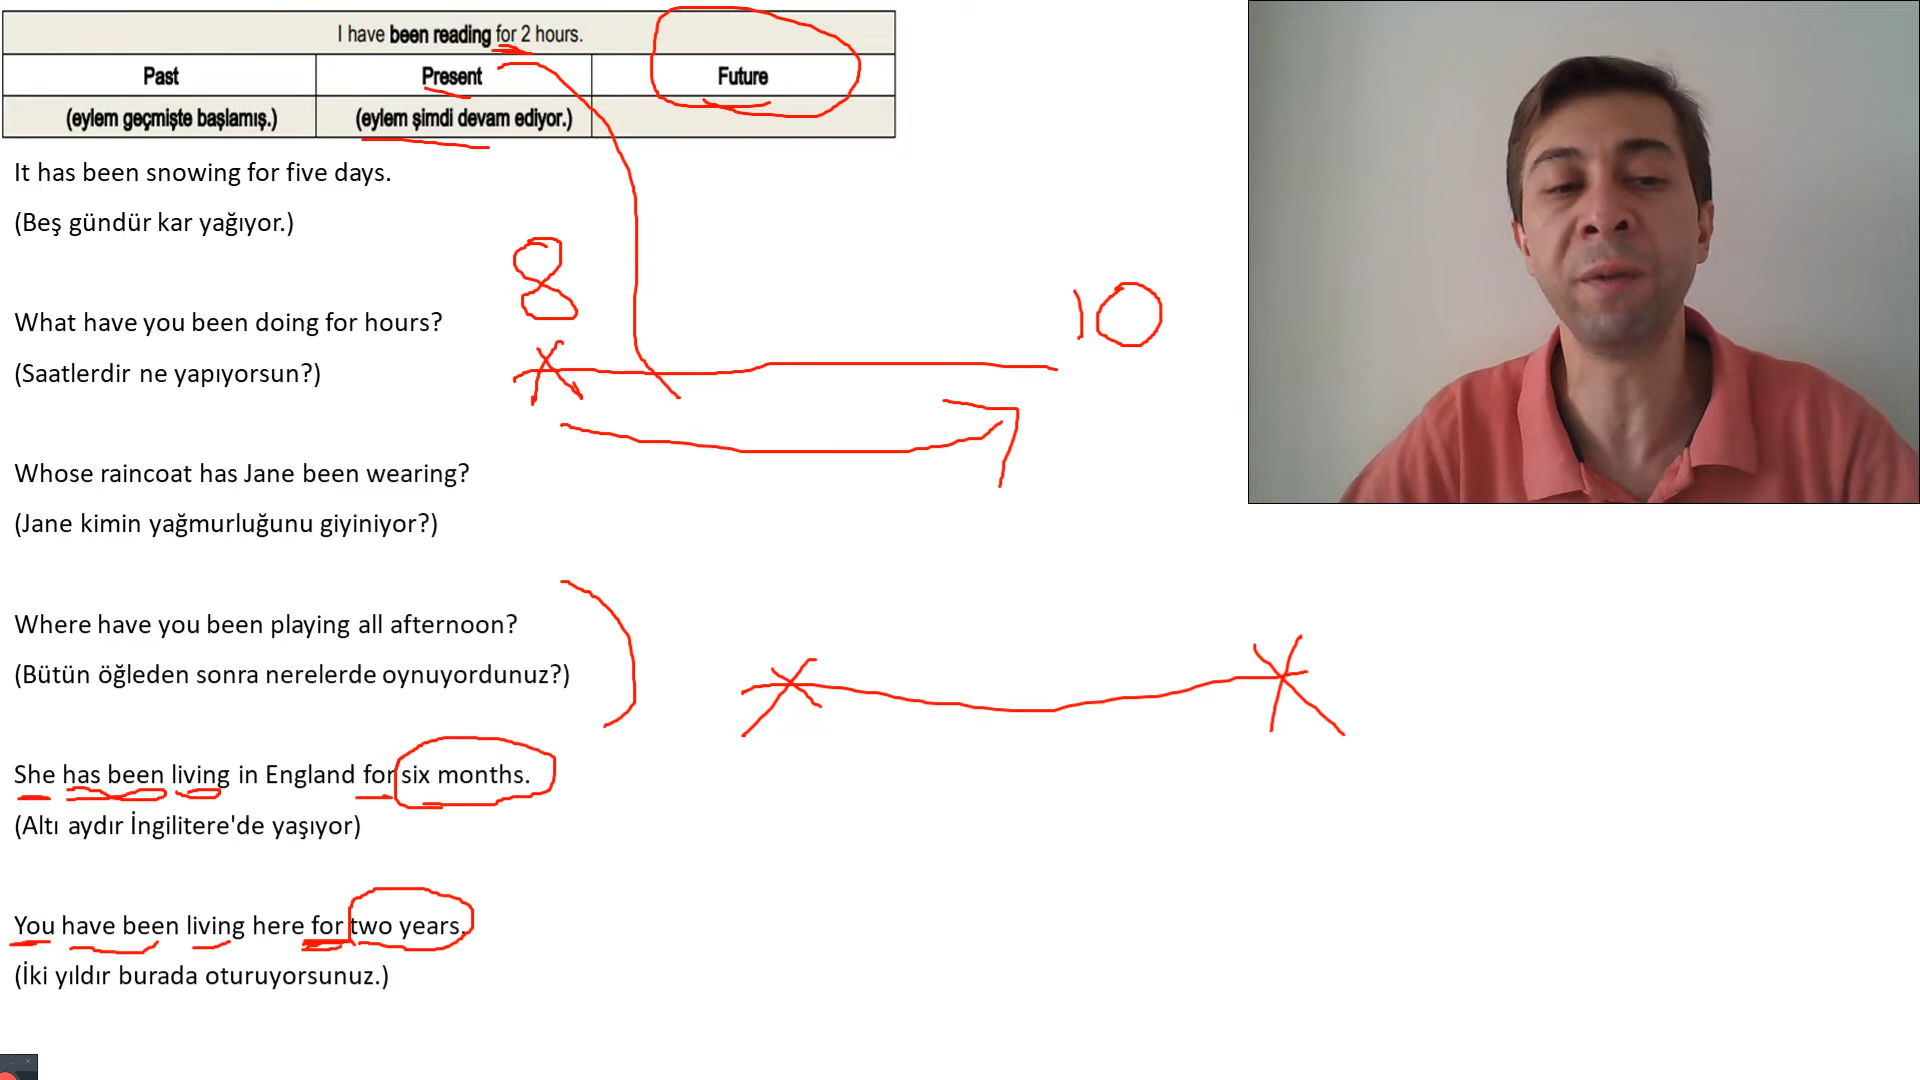 I have been reading for 2 hours.
Past Present Future
(eylem geçmişte başlamış.) (eylem şimdi devam ediyor.)
It has been snowing for five days.
(Beş gündür kar yağıyor.)
8
10
What have you been doing for hours?
(Saatlerdir ne yapıyorsun?)
Whose raincoat has Jane been wearing?
(Jane kimin yağmurluğunu giyiniyor?)
Where have you been playing all afternoon?
(Bütün öğleden sonra nerelerde oynuyordunuz?)
She has been living in England for six months.
(Altı aydır İngilitere'de yaşıyor)
You have been living here for two years.
(İki yıldır burada oturuyorsunuz.)